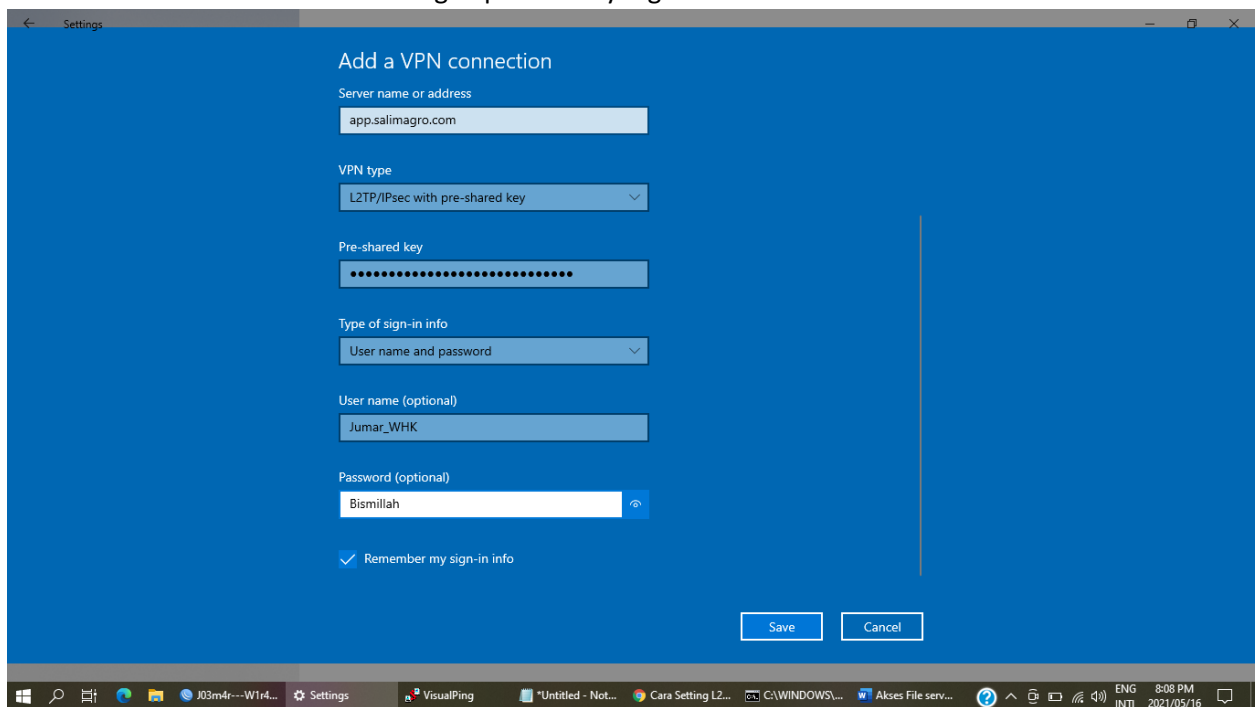 Settings
Add a VPN connection
Server name or address
app.salimagro.com
VPN type
L2TP/IPsec with pre-shared key
Pre-shared key
●●●●●●●●●●●●●●●●●●●●●●●●●●●●●
Type of sign-in info
User name and password
User name (optional)
Jumar_WHK
Password (optional)
Bismillah
Remember my sign-in info
Save Cancel
J03m4r---W1r4... Settings VisualPing *Untitled - Not... Cara Setting L2... C:\WINDOWS\... Akses File serv... ENG 8:08 PM
INTL 2021/05/16